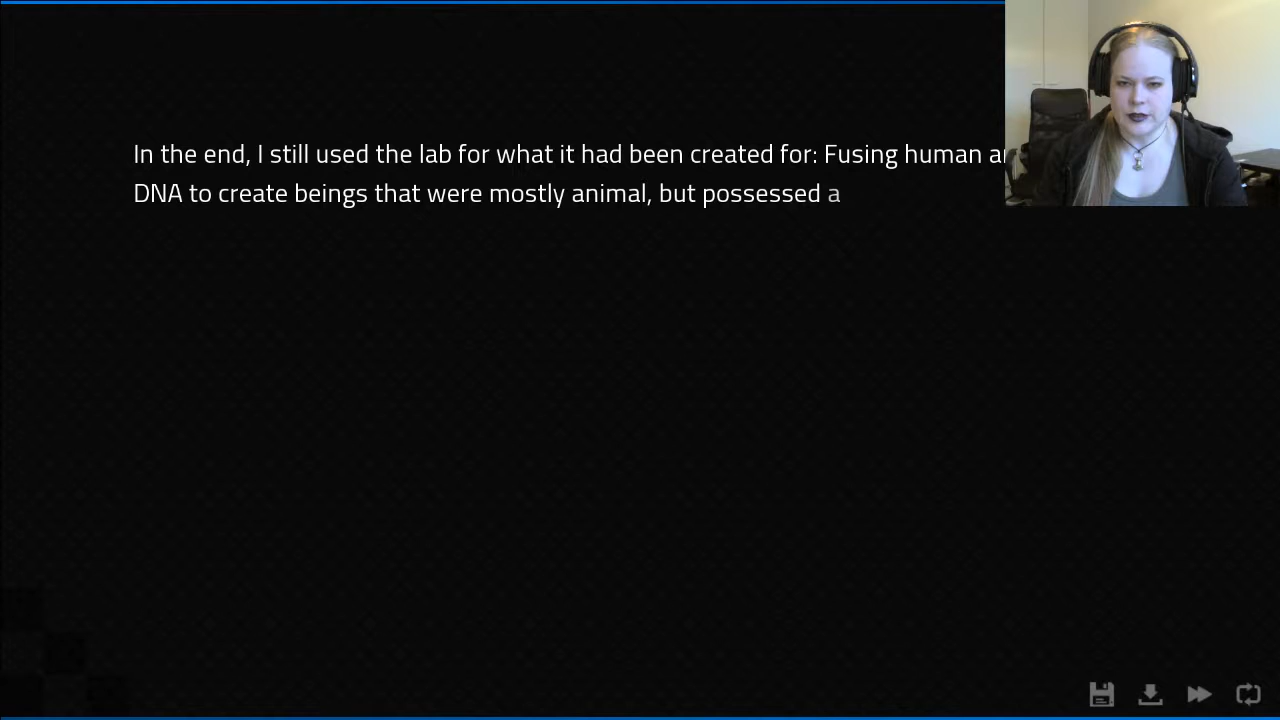 In the end, I still used the lab for what it had been created for: Fusing human
DNA to create beings that were mostly animal, but possessed a